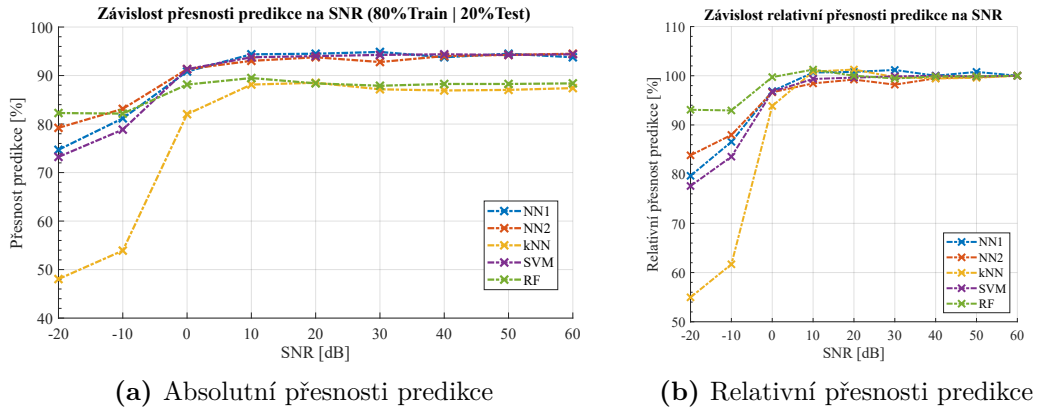 Závislost přesnosti predikce na SNR (80%Train | 20%Test)
100
90
80
70
60
50
40
Přesnost predikce [%]
-20 -10 0 10 20 30 40 50 60
SNR [dB]
NN1
NN2
kNN
SVM
RF
(a) Absolutní přesnosti predikce
Závislost relativní přesnosti predikce na SNR
110
100
90
80
70
60
50
Relativní přesnost predikce [%]
-20 -10 0 10 20 30 40 50 60
SNR [dB]
NN1
NN2
kNN
SVM
RF
(b) Relativní přesnosti predikce